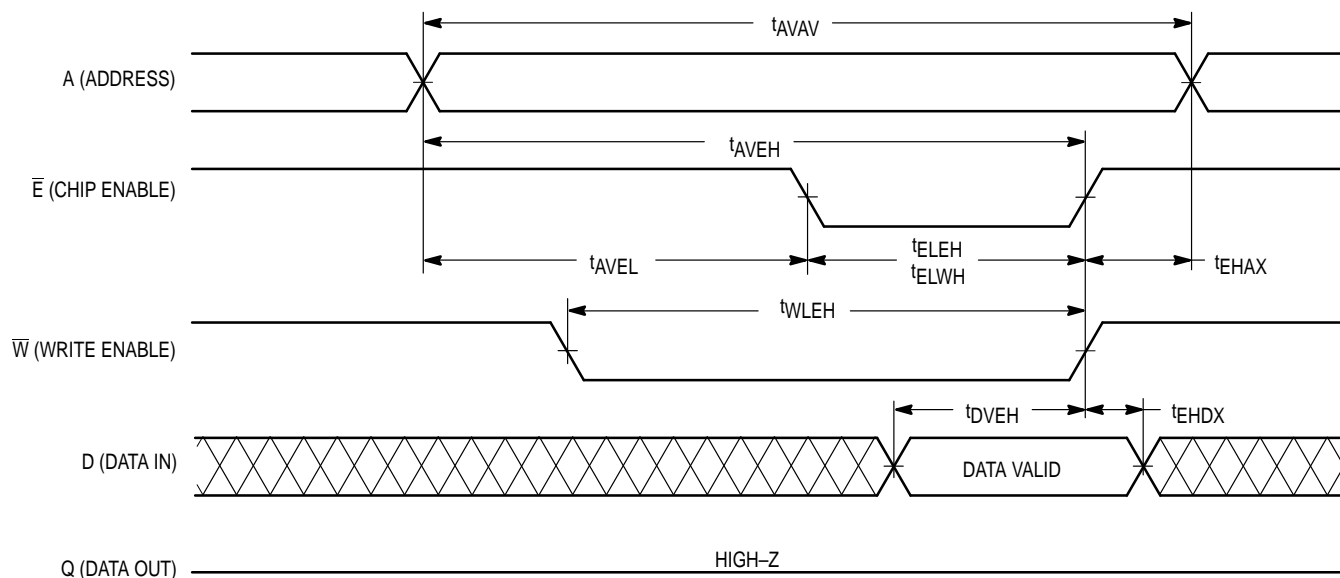 tAVAV
A (ADDRESS)
tAVEH
E̅ (CHIP ENABLE)
tAVEL
tELEH
tELWH
tEHAX
tWLEH
W̅ (WRITE ENABLE)
tDVEH
tEHDX
D (DATA IN)
DATA VALID
Q (DATA OUT)
HIGH–Z